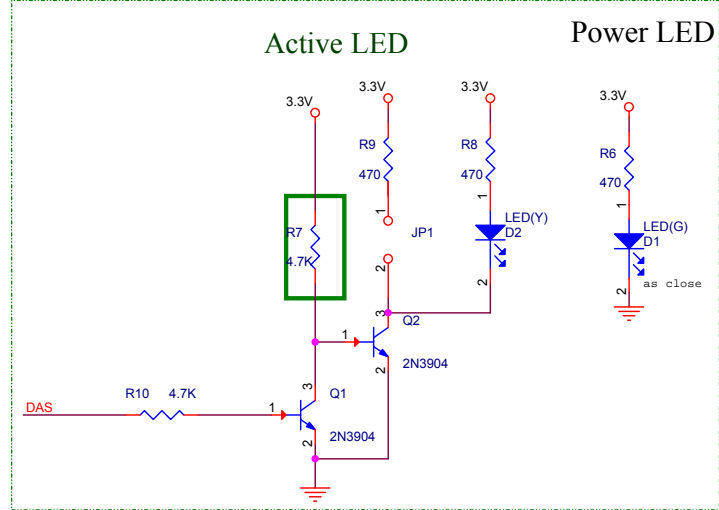 Active LED
Power LED
3.3V
3.3V
3.3V
3.3V
R9
470
R8
470
R6
470
1
1
1
R7
4.7K
JP1
LED(Y)
D2
LED(G)
D1
2
2
2
as close
3
Q2
1
2
2N3904
3
R10 4.7K
Q1
DAS
1
2N3904
2